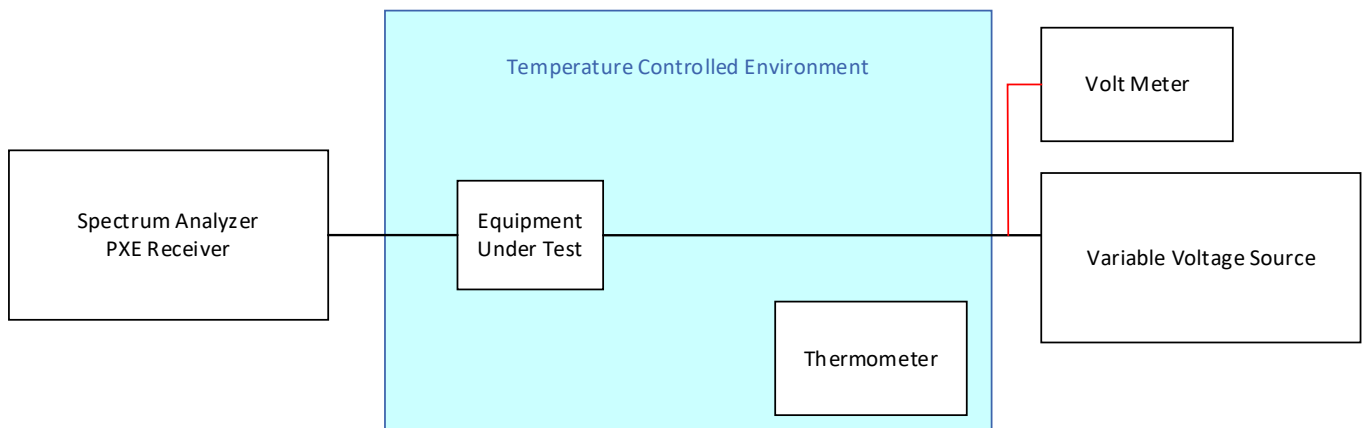 Temperature Controlled Environment
Volt Meter
Spectrum Analyzer
PXE Receiver
Equipment
Under Test
Variable Voltage Source
Thermometer